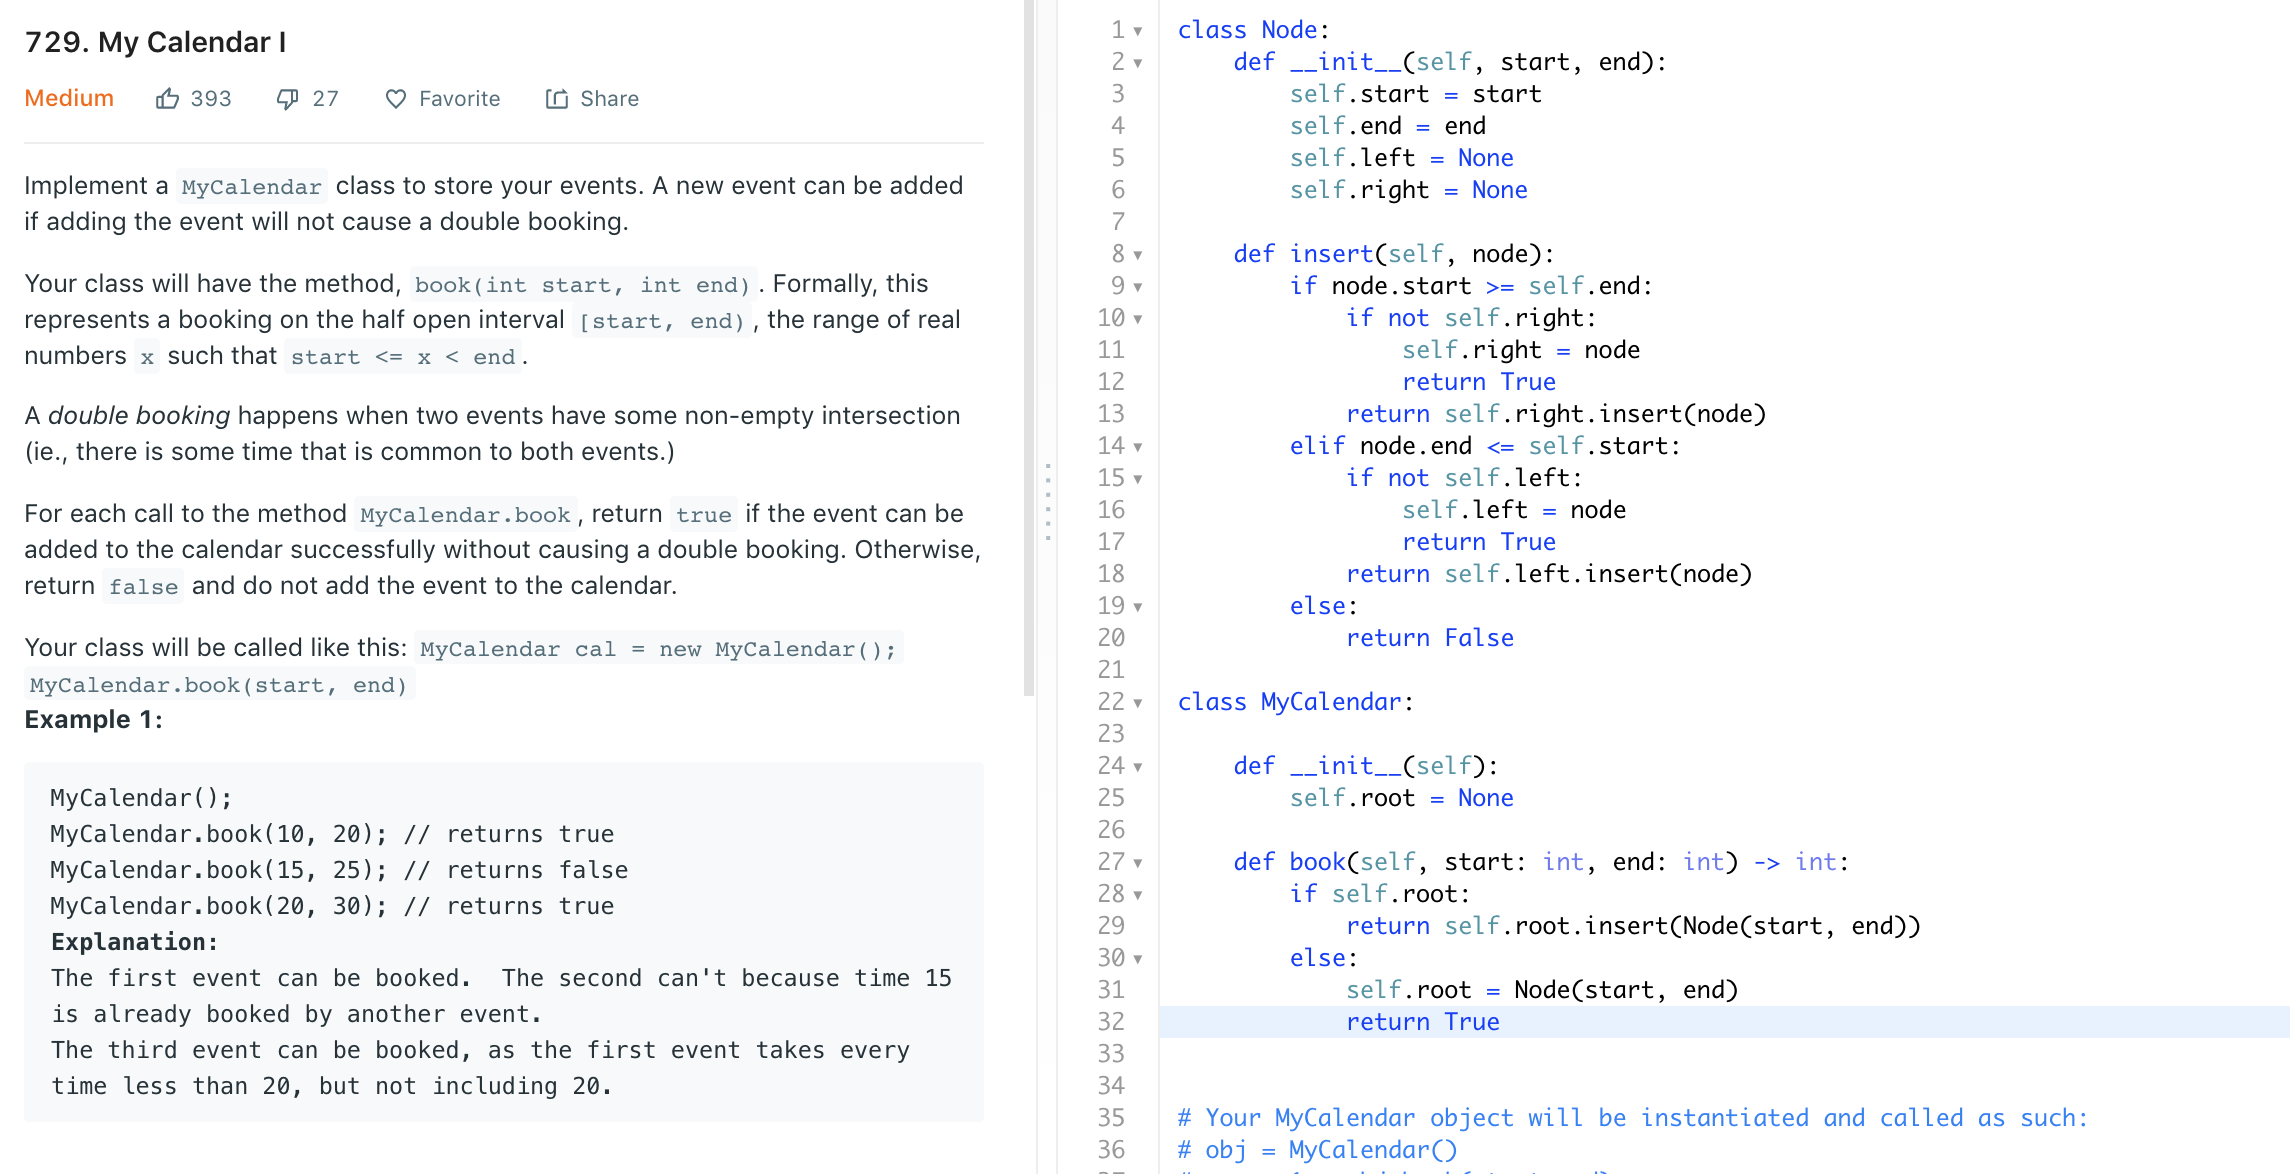 729. My Calendar I
Medium 393 27 Favorite Share
Implement a MyCalendar class to store your events. A new event can be added
if adding the event will not cause a double booking.
Your class will have the method, book(int start, int end). Formally, this
represents a booking on the half open interval [start, end), the range of real
numbers x such that start <= x < end.
A double booking happens when two events have some non-empty intersection
(ie., there is some time that is common to both events.)
For each call to the method MyCalendar.book, return true if the event can be
added to the calendar successfully without causing a double booking. Otherwise,
return false and do not add the event to the calendar.
Your class will be called like this: MyCalendar cal = new MyCalendar();
MyCalendar.book(start, end)
Example 1:
MyCalendar();
MyCalendar.book(10, 20); // returns true
MyCalendar.book(15, 25); // returns false
MyCalendar.book(20, 30); // returns true
Explanation:
The first event can be booked.  The second can't because time 15
is already booked by another event.
The third event can be booked, as the first event takes every
time less than 20, but not including 20.
1 class Node:
2     def __init__(self, start, end):
3         self.start = start
4         self.end = end
5         self.left = None
6         self.right = None
7
8     def insert(self, node):
9         if node.start >= self.end:
10             if not self.right:
11                 self.right = node
12                 return True
13             return self.right.insert(node)
14         elif node.end <= self.start:
15             if not self.left:
16                 self.left = node
17                 return True
18             return self.left.insert(node)
19         else:
20             return False
21
22 class MyCalendar:
23
24     def __init__(self):
25         self.root = None
26
27     def book(self, start: int, end: int) -> int:
28         if self.root:
29             return self.root.insert(Node(start, end))
30         else:
31             self.root = Node(start, end)
32             return True
33
34
35 # Your MyCalendar object will be instantiated and called as such:
36 # obj = MyCalendar()